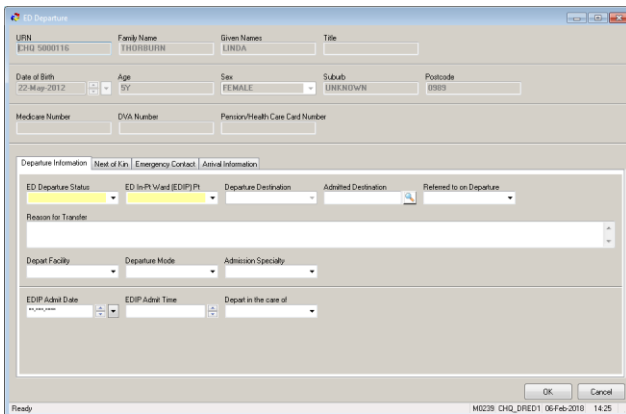 ED Departure
URN Family Name Given Names Title
CHQ 5000116 THORBURN LINDA
Date of Birth Age Sex Suburb Postcode
22-May-2012 5Y FEMALE UNKNOWN 0989
Medicare Number DVA Number Pension/Health Care Card Number
Departure Information Next of Kin Emergency Contact Arrival Information
ED Departure Status ED In-Pt Ward (EDIP) Pt Departure Destination Admitted Destination Referred to on Departure
Reason for Transfer
Depart Facility Departure Mode Admission Specialty
EDIP Admit Date EDIP Admit Time Depart in the care of
**-***-****
OK Cancel
Ready M0239 CHQ_DRED1 06-Feb-2018 14:25